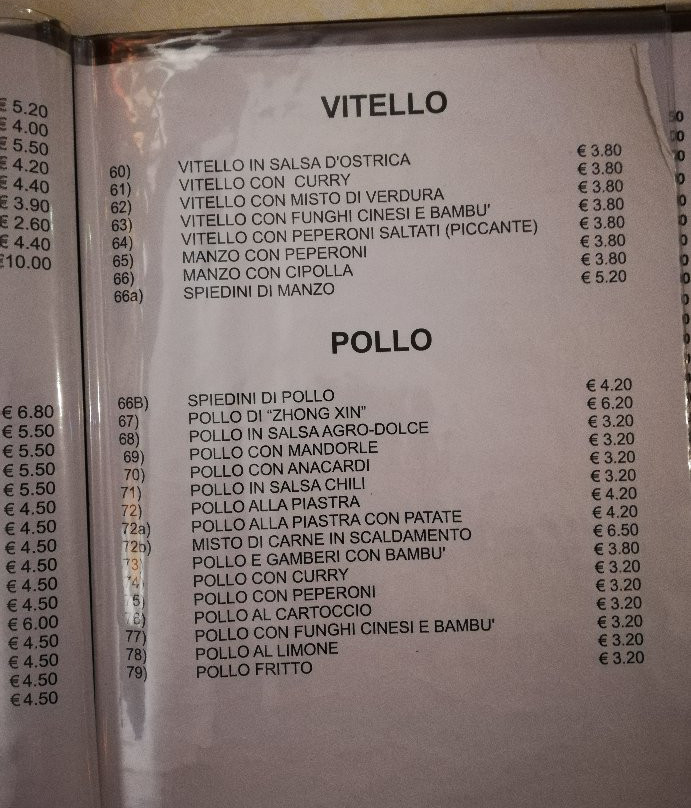 € 5.20
€ 4.00
€ 5.50
€ 4.20
€ 4.40
€ 3.90
€ 2.60
€ 4.40
€10.00
€ 6.80
€ 5.50
€ 5.50
€ 5.50
€ 5.50
€ 4.50
€ 4.50
€ 4.50
€ 4.50
€ 4.50
€ 4.50
€ 6.00
€ 4.50
€ 4.50
€ 4.50
€ 4.50
VITELLO
60) VITELLO IN SALSA D'OSTRICA € 3.80
61) VITELLO CON CURRY € 3.80
62) VITELLO CON MISTO DI VERDURA € 3.80
63) VITELLO CON FUNGHI CINESI E BAMBU' € 3.80
64) VITELLO CON PEPERONI SALTATI (PICCANTE) € 3.80
65) MANZO CON PEPERONI € 3.80
66) MANZO CON CIPOLLA € 3.80
66a) SPIEDINI DI MANZO € 5.20
POLLO
66B) SPIEDINI DI POLLO € 4.20
67) POLLO DI "ZHONG XIN" € 6.20
68) POLLO IN SALSA AGRO-DOLCE € 3.20
69) POLLO CON MANDORLE € 3.20
70) POLLO CON ANACARDI € 3.20
71) POLLO IN SALSA CHILI € 3.20
72) POLLO ALLA PIASTRA € 4.20
72a) POLLO ALLA PIASTRA CON PATATE € 4.20
72b) MISTO DI CARNE IN SCALDAMENTO € 6.50
73) POLLO E GAMBERI CON BAMBU' € 3.80
74) POLLO CON CURRY € 3.20
75) POLLO CON PEPERONI € 3.20
76) POLLO AL CARTOCCIO € 3.20
77) POLLO CON FUNGHI CINESI E BAMBU' € 3.20
78) POLLO AL LIMONE € 3.20
79) POLLO FRITTO € 3.20